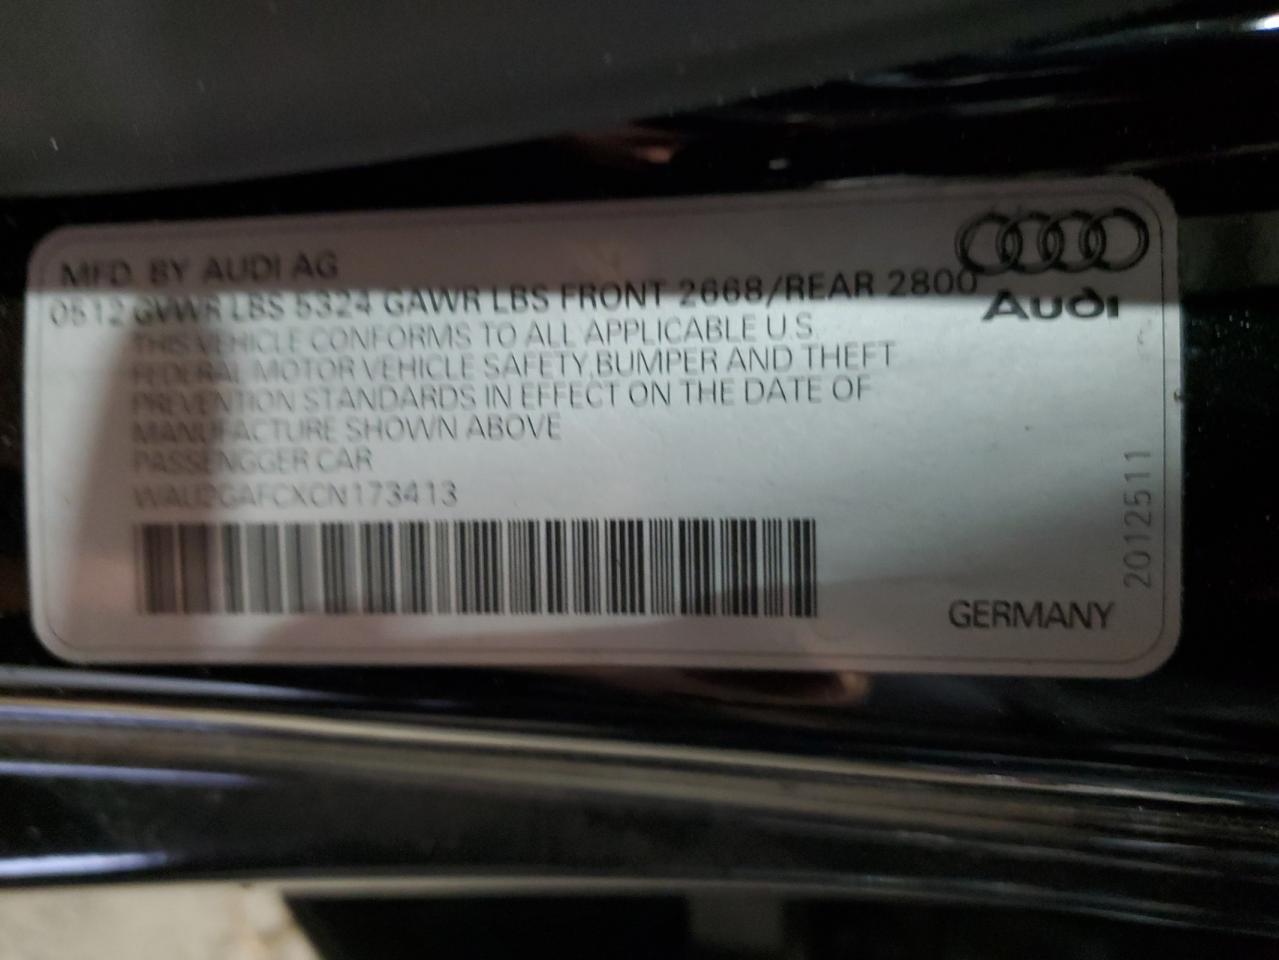 MFD. BY AUDI AG
0512 GVWR LBS 5324 GAWR LBS FRONT 2668/REAR 2800
Audi
THIS VEHICLE CONFORMS TO ALL APPLICABLE U.S.
FEDERAL MOTOR VEHICLE SAFETY,BUMPER AND THEFT
PREVENTION STANDARDS IN EFFECT ON THE DATE OF
MANUFACTURE SHOWN ABOVE
PASSENGGER CAR
WAU2GAFCXCN173413
GERMANY
2012511